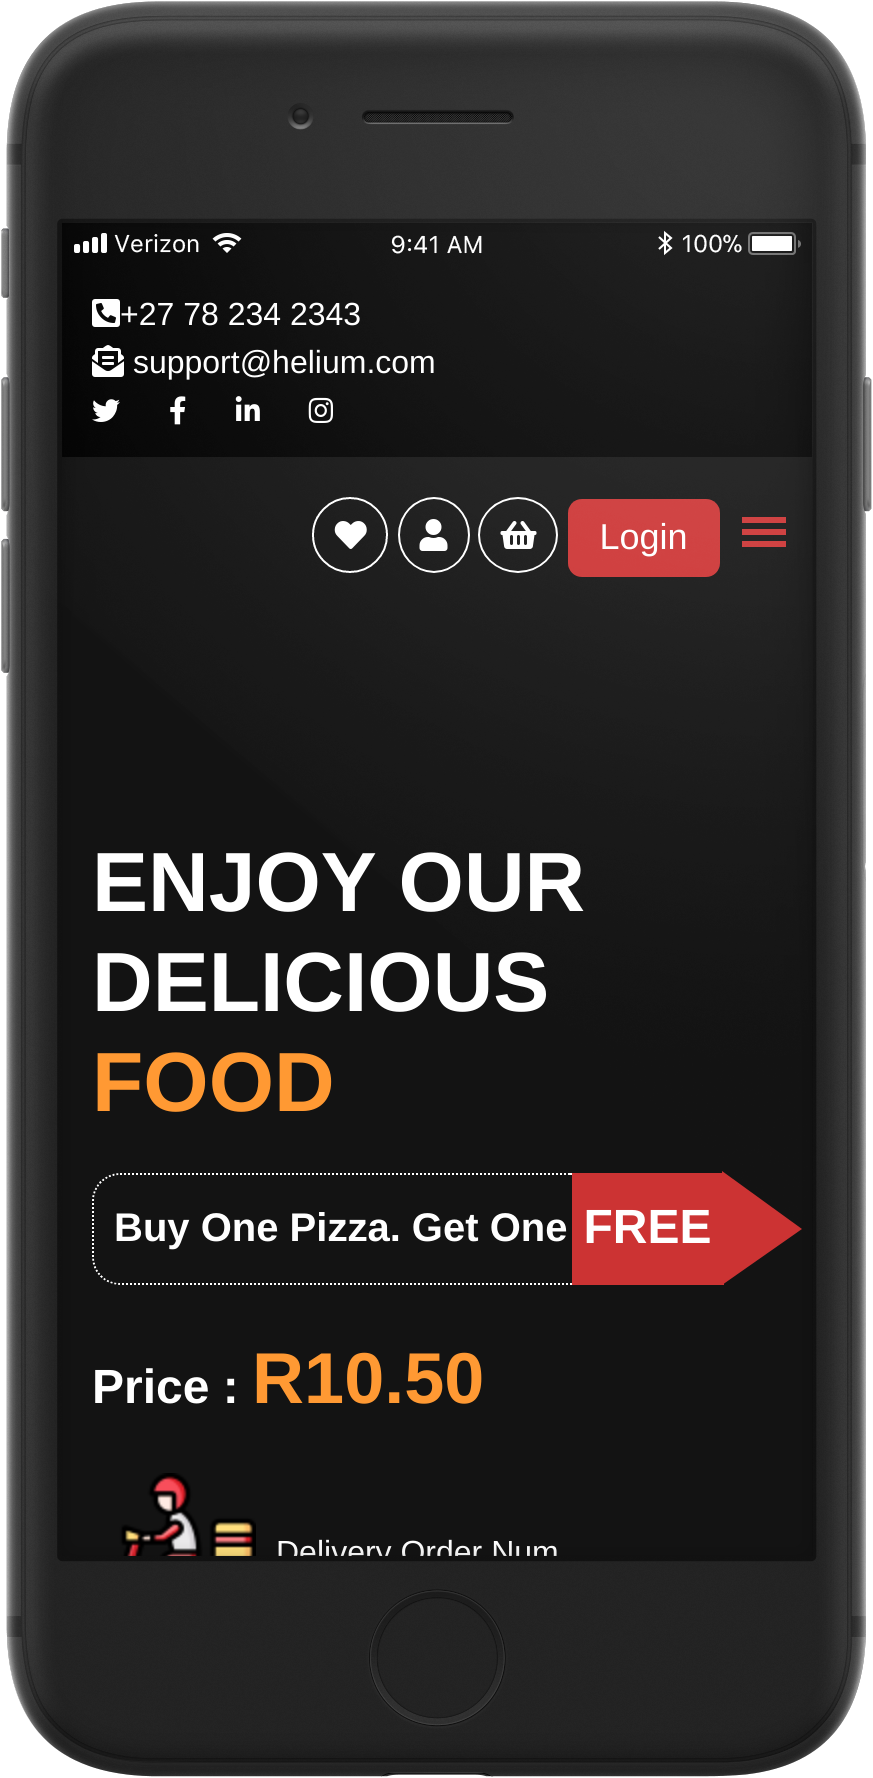 Verizon 9:41 AM 100%
+27 78 234 2343
support@helium.com
Login
ENJOY OUR
DELICIOUS
FOOD
Buy One Pizza. Get One FREE
Price : R10.50
Delivery Order Num